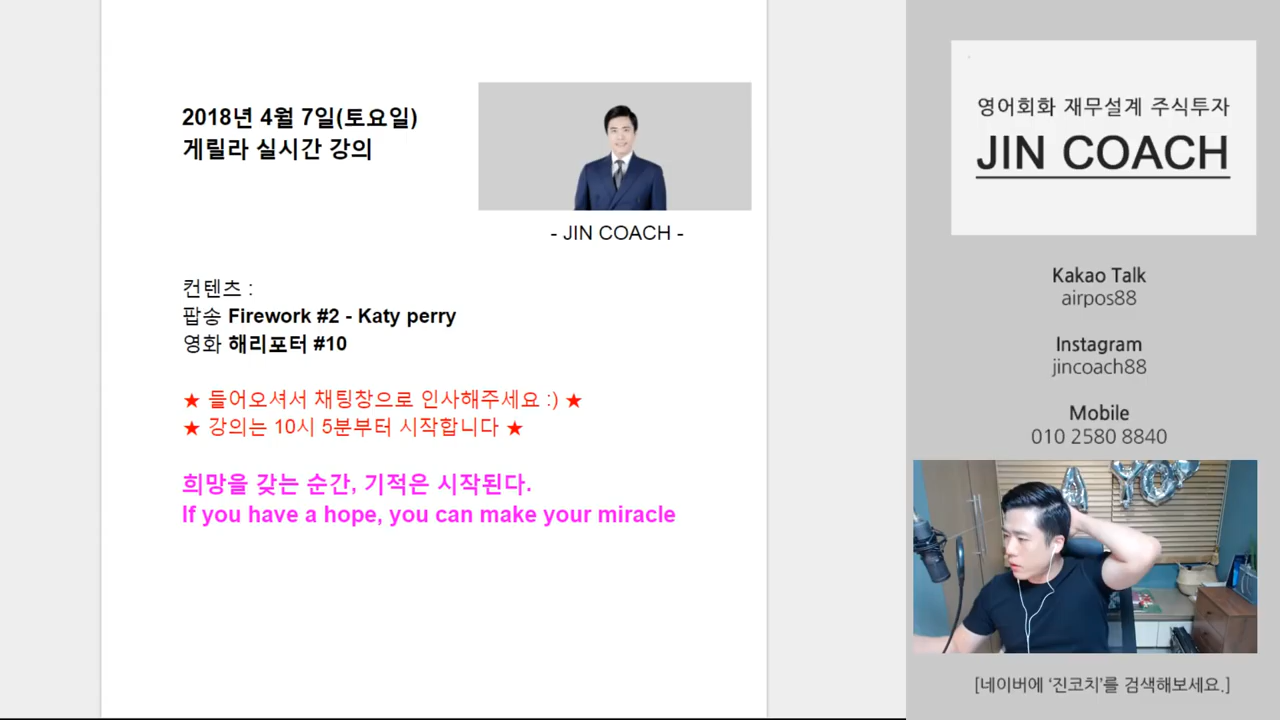 2018년 4월 7일(토요일)
게릴라 실시간 강의
- JIN COACH -
컨텐츠 :
팝송 Firework #2 - Katy perry
영화 해리포터 #10
★ 들어오셔서 채팅창으로 인사해주세요 :) ★
★ 강의는 10시 5분부터 시작합니다 ★
희망을 갖는 순간, 기적은 시작된다.
If you have a hope, you can make your miracle
영어회화 재무설계 주식투자
JIN COACH
Kakao Talk
airpos88
Instagram
jincoach88
Mobile
010 2580 8840
[네이버에 '진코치'를 검색해보세요.]